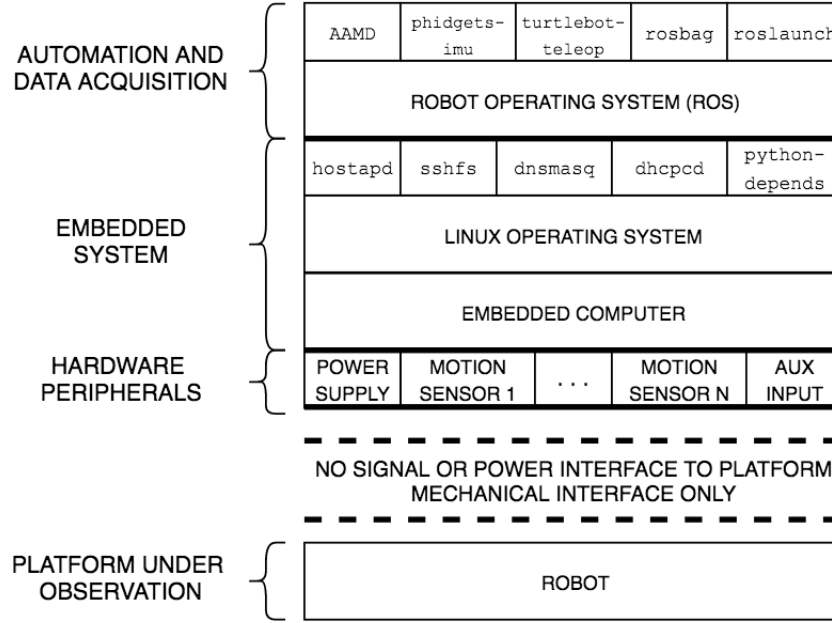 AUTOMATION AND
DATA ACQUISITION
AAMD
phidgets-
imu
turtlebot-
teleop
rosbag
roslaunch
ROBOT OPERATING SYSTEM (ROS)
EMBEDDED
SYSTEM
hostapd
sshfs
dnsmasq
dhcpcd
python-
depends
LINUX OPERATING SYSTEM
EMBEDDED COMPUTER
HARDWARE
PERIPHERALS
POWER
SUPPLY
MOTION
SENSOR 1
...
MOTION
SENSOR N
AUX
INPUT
NO SIGNAL OR POWER INTERFACE TO PLATFORM
MECHANICAL INTERFACE ONLY
PLATFORM UNDER
OBSERVATION
ROBOT